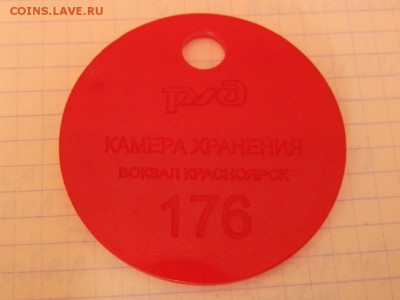 COINS.LAVE.RU
ржд
КАМЕРА ХРАНЕНИЯ
ВОКЗАЛ КРАСНОЯРСК
176